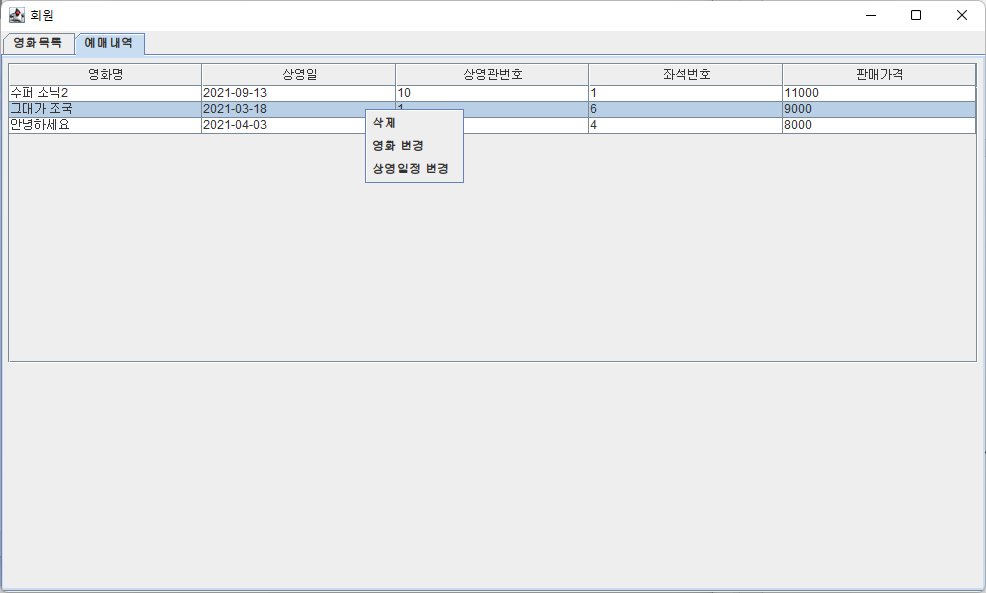 회원
영화목록 예매내역
영화명 상영일 상영관번호 좌석번호 판매가격
수퍼 소닉2 2021-09-13 10 1 11000
그대가 조국 2021-03-18 1 6 9000
안녕하세요 2021-04-03 4 8000
삭제
영화 변경
상영일정 변경